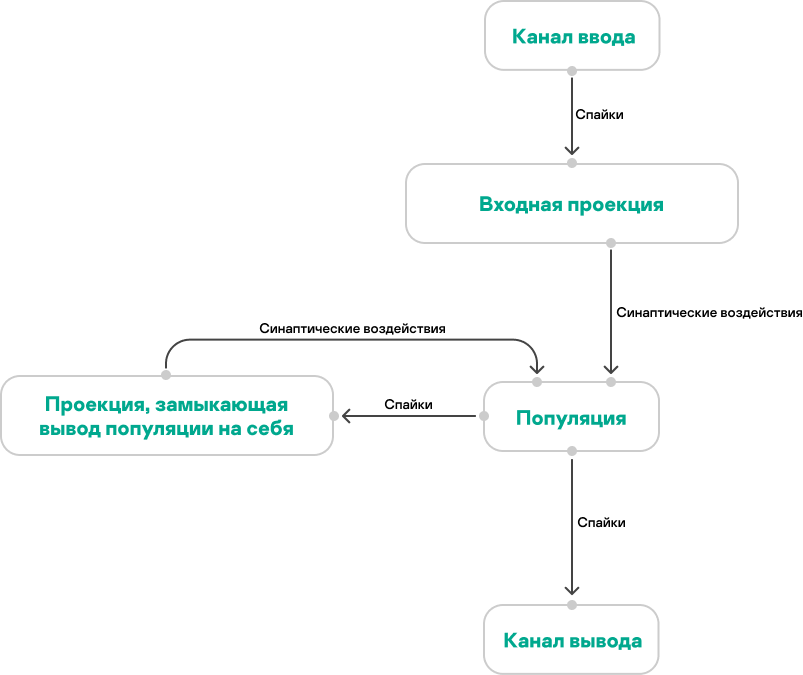 Канал ввода
Спайки
Входная проекция
Синаптические воздействия
Синаптические воздействия
Проекция, замыкающая
вывод популяции на себя
Спайки
Популяция
Спайки
Канал вывода